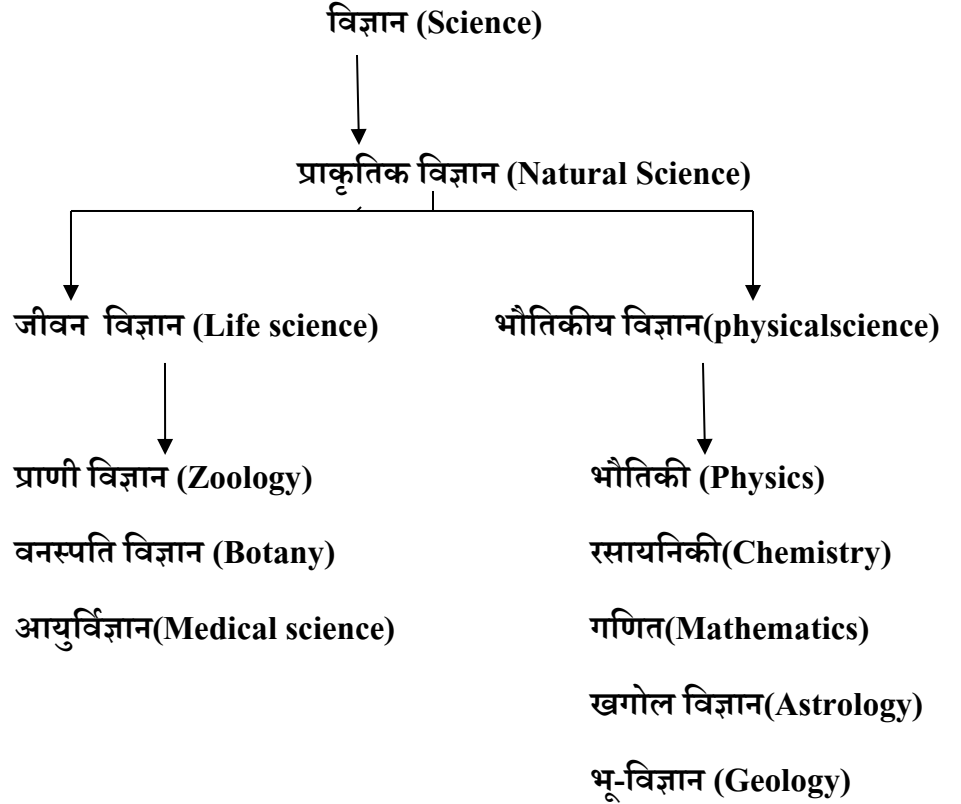 विज्ञान (Science)
प्राकृतिक विज्ञान (Natural Science)
जीवन विज्ञान (Life science)
भौतिकीय विज्ञान(physicalscience)
प्राणी विज्ञान (Zoology)
वनस्पति विज्ञान (Botany)
आयुर्विज्ञान(Medical science)
भौतिकी (Physics)
रसायनिकी(Chemistry)
गणित(Mathematics)
खगोल विज्ञान(Astrology)
भू-विज्ञान (Geology)